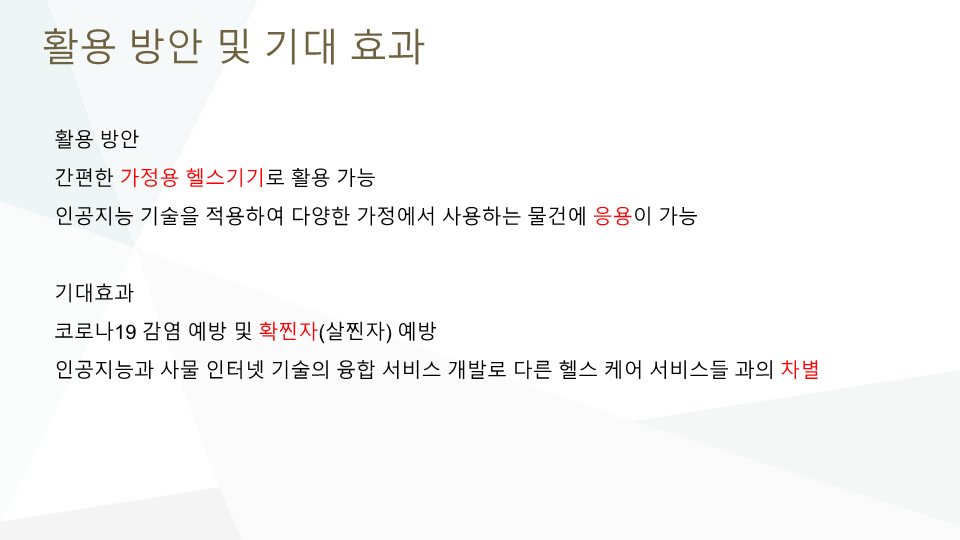 활용 방안 및 기대 효과
활용 방안
간편한 가정용 헬스기기로 활용 가능
인공지능 기술을 적용하여 다양한 가정에서 사용하는 물건에 응용이 가능
기대효과
코로나19 감염 예방 및 확찐자(살찐자) 예방
인공지능과 사물 인터넷 기술의 융합 서비스 개발로 다른 헬스 케어 서비스들 과의 차별